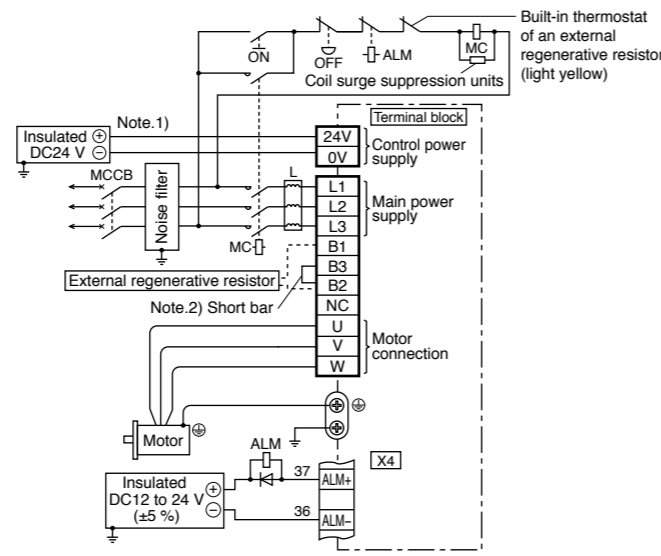 Built-in thermostat
of an external
regenerative resistor
(light yellow)
ON
OFF
ALM
MC
Coil surge suppression units
Note.1)
Terminal block
Insulated
DC24 V
+
−
24V
0V
Control power
supply
MCCB
Noise filter
L
MC
L1
L2
L3
Main power
supply
B1
External regenerative resistor
B3
B2
Note.2) Short bar
NC
U
V
W
Motor
connection
Motor
ALM
X4
Insulated
DC12 to 24 V
(±5 %)
+
−
37
ALM+
36
ALM−